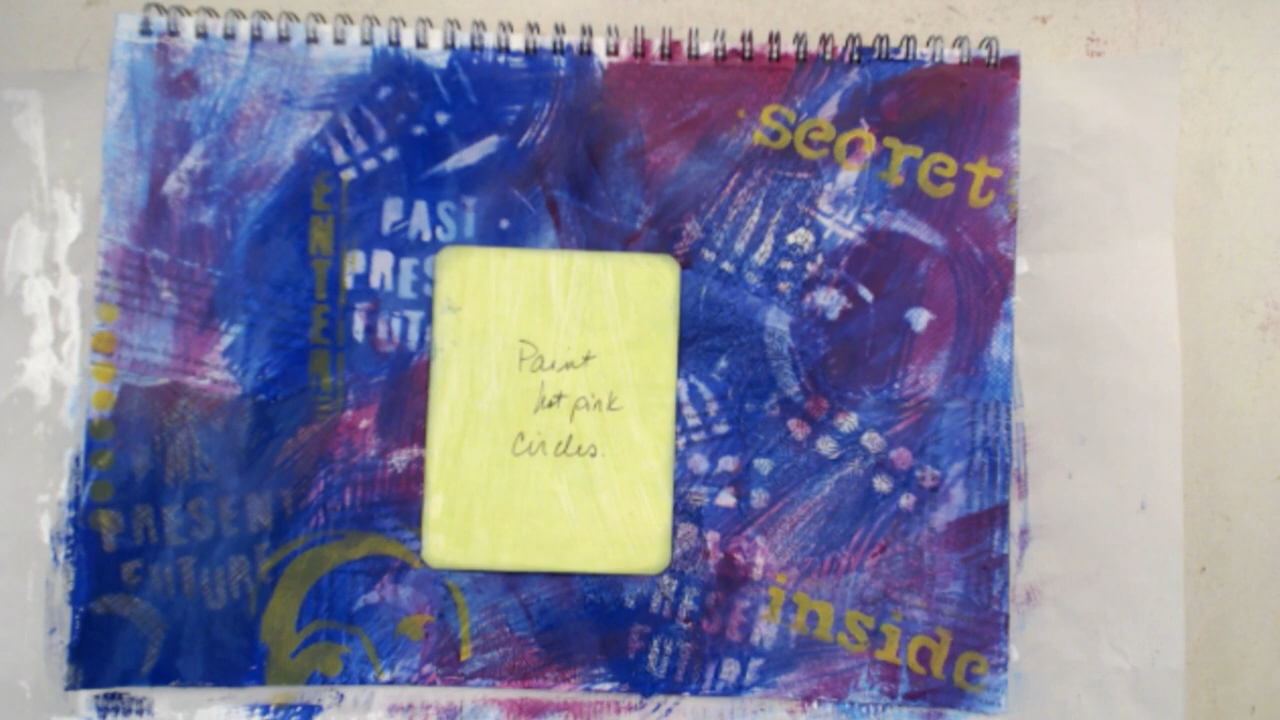 secret
ENTER
PAST
PRES
FUT
Paint
hot pink
Circles.
PRESENT
FUTURE
PRESEN
FUTURE
inside